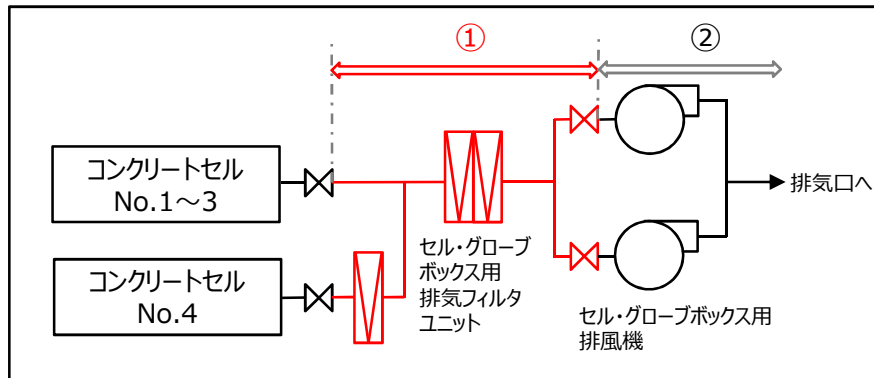 ①
②
コンクリートセル
No.1～3
排気口へ
セル・グローブ
ボックス用
排気フィルタ
ユニット
コンクリートセル
No.4
セル・グローブボックス用
排風機